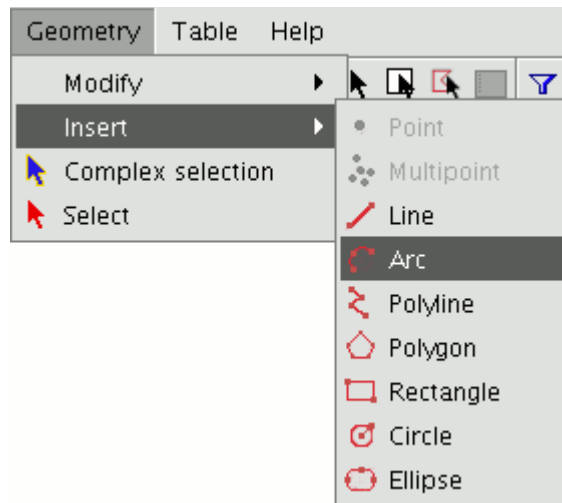 Geometry Table Help
Modify
Insert
Complex selection
Select
Point
Multipoint
Line
Arc
Polyline
Polygon
Rectangle
Circle
Ellipse